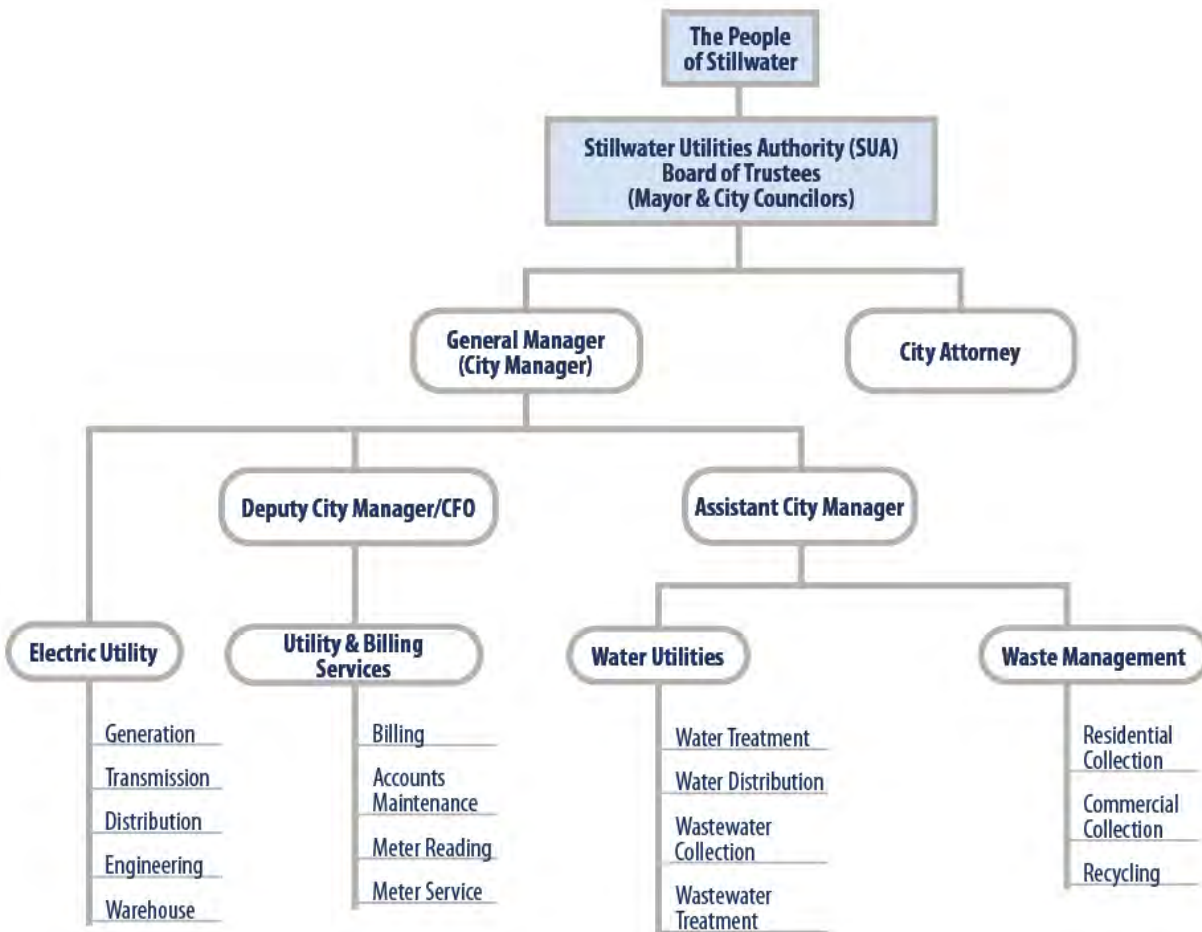 The People
of Stillwater
Stillwater Utilities Authority (SUA)
Board of Trustees
(Mayor & City Councilors)
General Manager
(City Manager)
City Attorney
Deputy City Manager/CFO
Assistant City Manager
Electric Utility
Utility & Billing
Services
Water Utilities
Waste Management
Generation
Transmission
Distribution
Engineering
Warehouse
Billing
Accounts
Maintenance
Meter Reading
Meter Service
Water Treatment
Water Distribution
Wastewater
Collection
Wastewater
Treatment
Residential
Collection
Commercial
Collection
Recycling